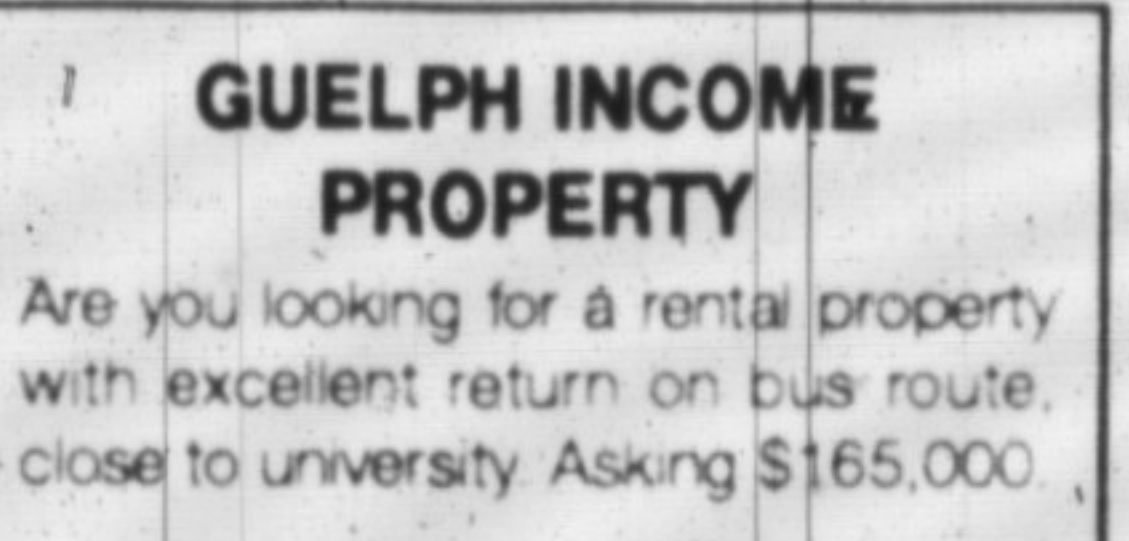 GUELPH INCOME
PROPERTY
Are you looking for a rental property
with excellent return on bus route,
close to university. Asking $165,000.